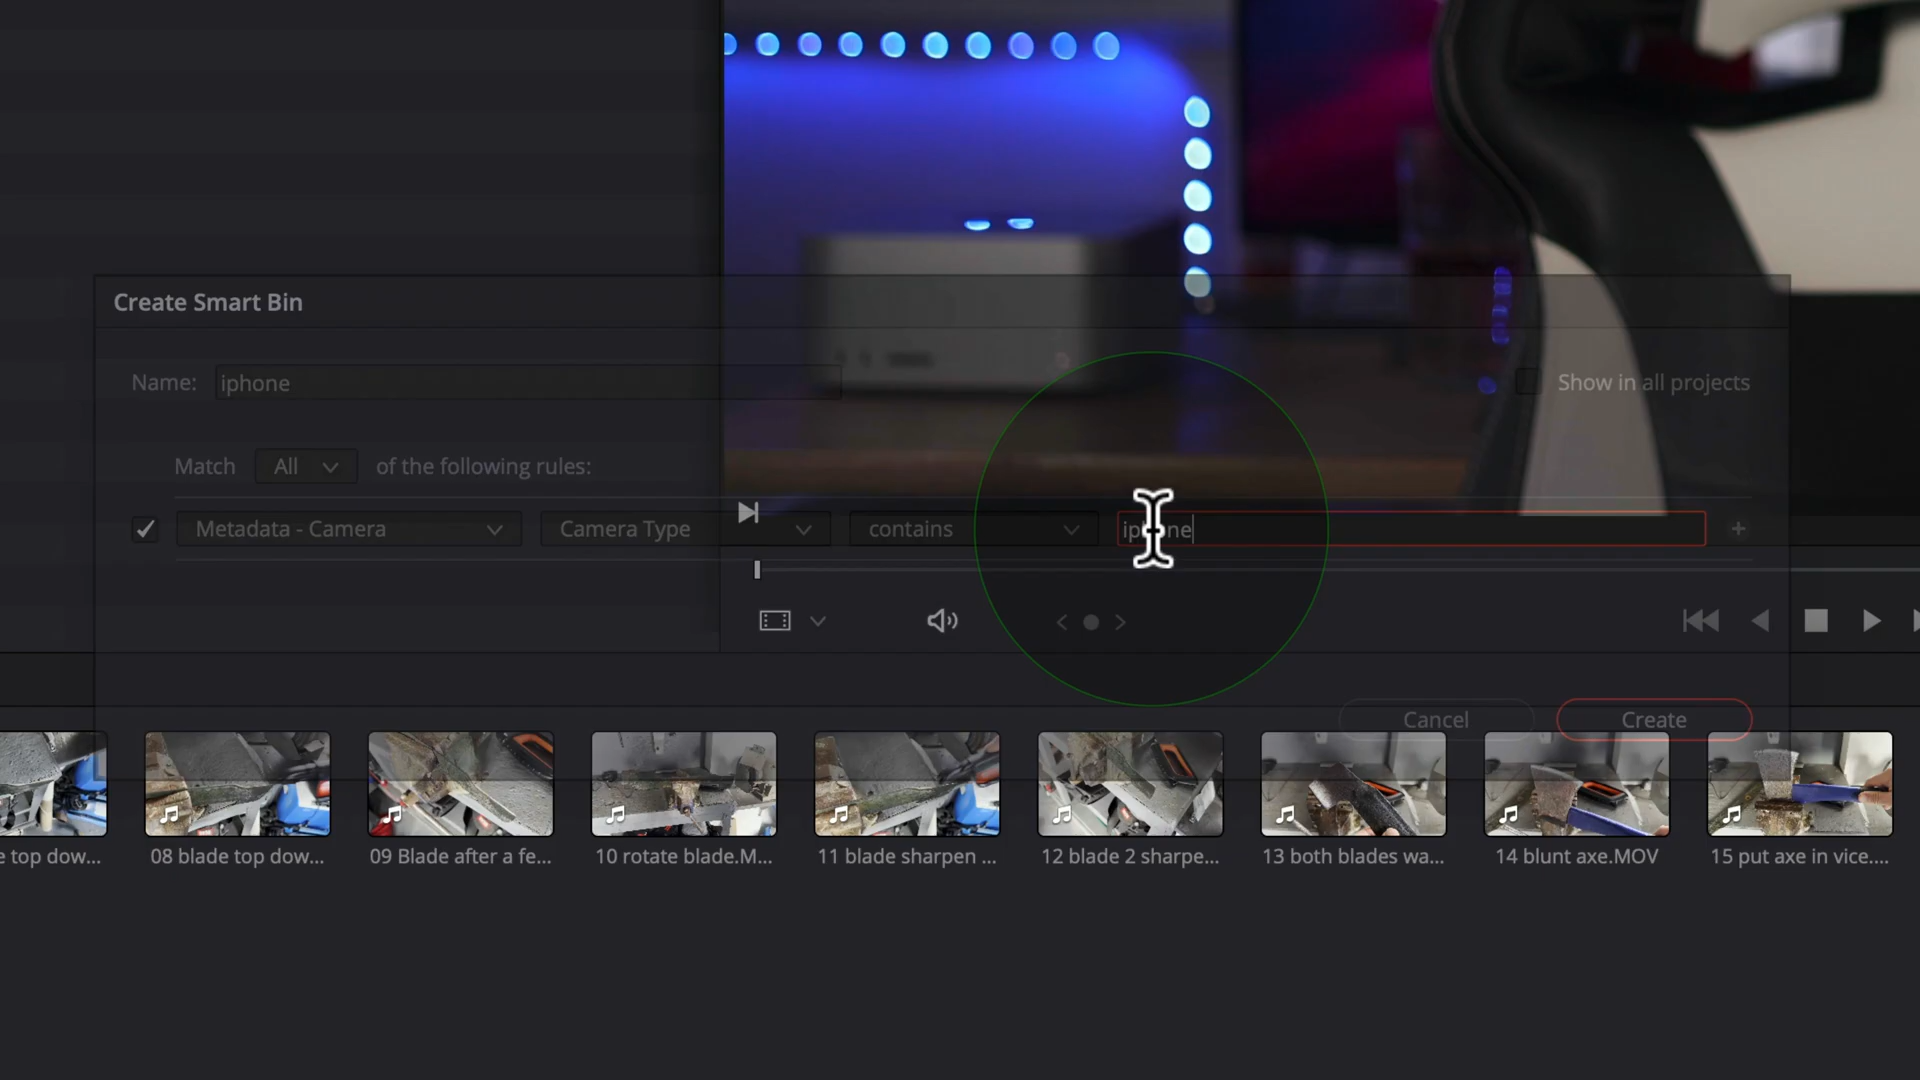 Create Smart Bin
Name: iphone
Show in all projects
Match All of the following rules:
Metadata - Camera Camera Type contains iphone
Cancel Create
e top dow...
08 blade top dow...
09 Blade after a fe...
10 rotate blade.M...
11 blade sharpen ...
12 blade 2 sharpe...
13 both blades wa...
14 blunt axe.MOV
15 put axe in vice....